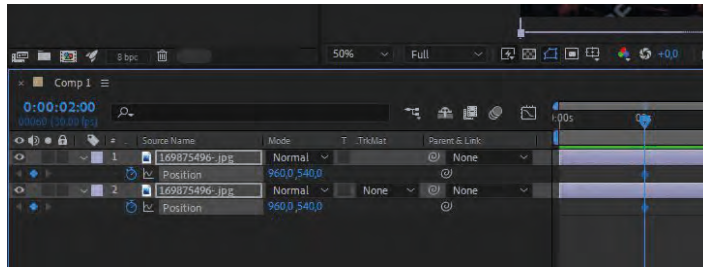 8 bpc
50% Full +0,0
Comp 1
0:00:02:00
00060 (30.00 fps)
:00s
# Source Name Mode T .TrkMat Parent & Link
1 169875496-.jpg Normal None
Position 960,0,540,0
2 169875496-.jpg Normal None None
Position 960,0,540,0